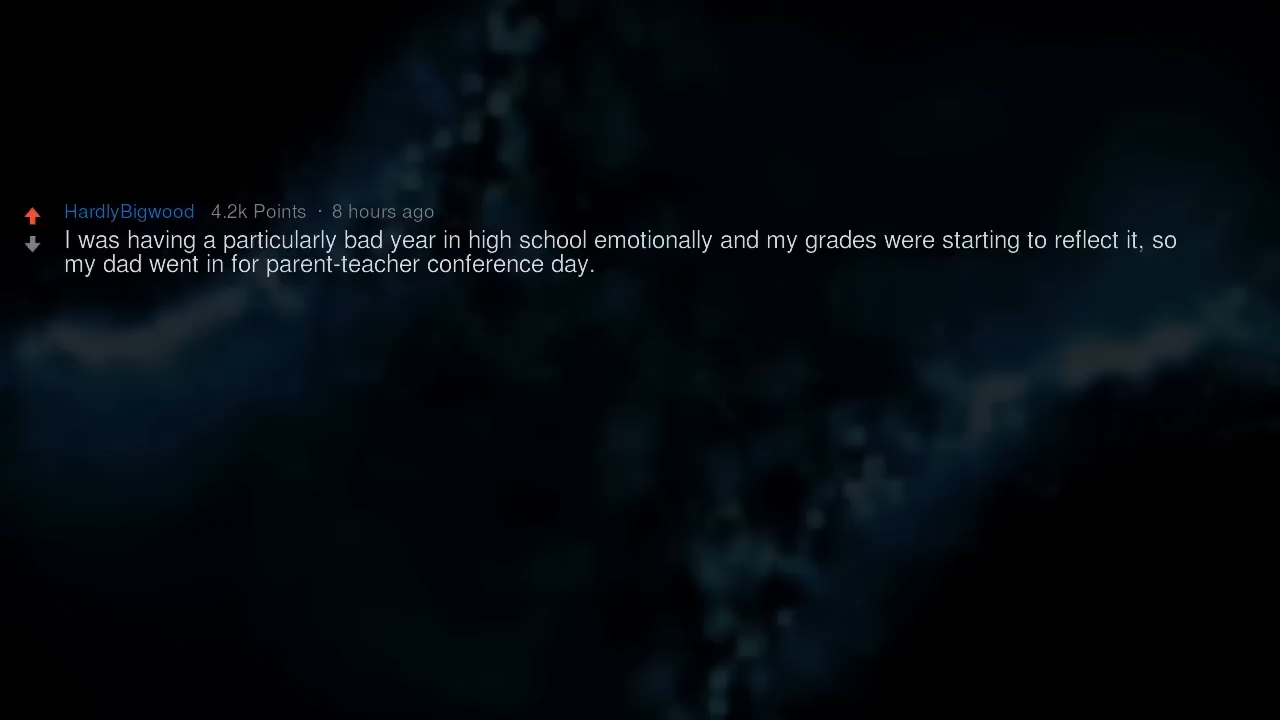 HardlyBigwood 4.2k Points · 8 hours ago
I was having a particularly bad year in high school emotionally and my grades were starting to reflect it, so
my dad went in for parent-teacher conference day.